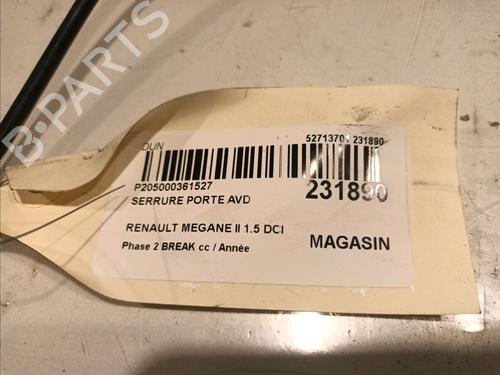 B-PARTS
DUN
52713701 231890
P205000361527
231890
SERRURE PORTE AVD
RENAULT MEGANE II 1.5 DCI
Phase 2 BREAK cc / Année
MAGASIN